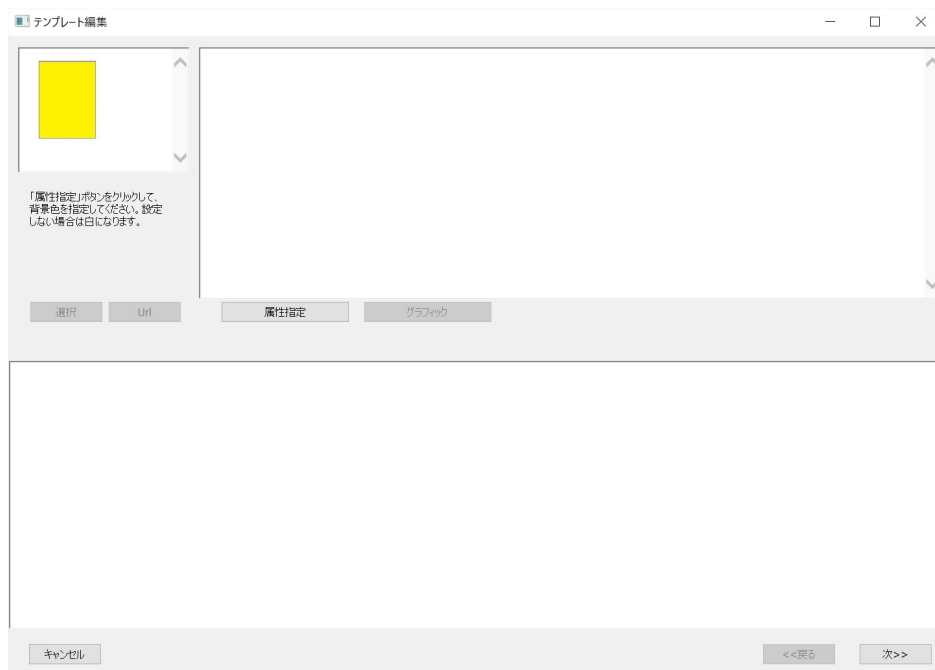 テンプレート編集
「属性指定」ボタンをクリックして、
背景色を指定してください。設定
しない場合は白になります。
選択
Url
属性指定
グラフィック
キャンセル
<<戻る
次>>